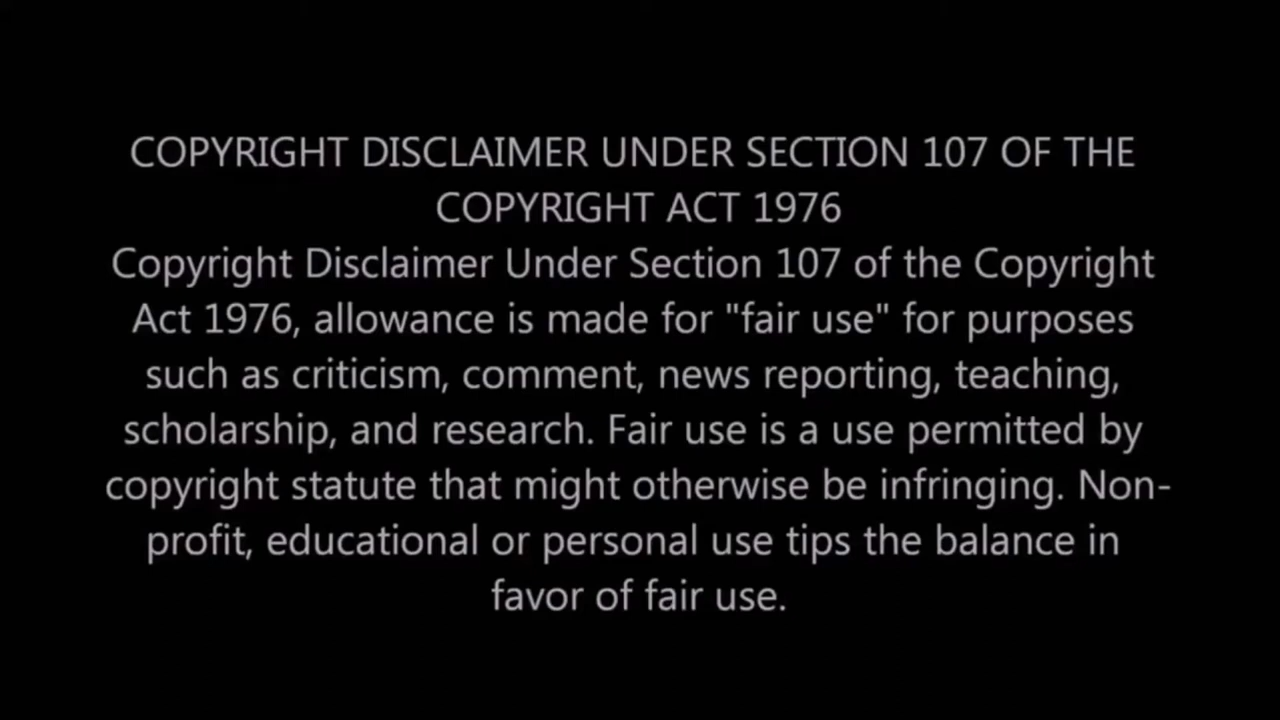 COPYRIGHT DISCLAIMER UNDER SECTION 107 OF THE
COPYRIGHT ACT 1976
Copyright Disclaimer Under Section 107 of the Copyright
Act 1976, allowance is made for "fair use" for purposes
such as criticism, comment, news reporting, teaching,
scholarship, and research. Fair use is a use permitted by
copyright statute that might otherwise be infringing. Non-
profit, educational or personal use tips the balance in
favor of fair use.